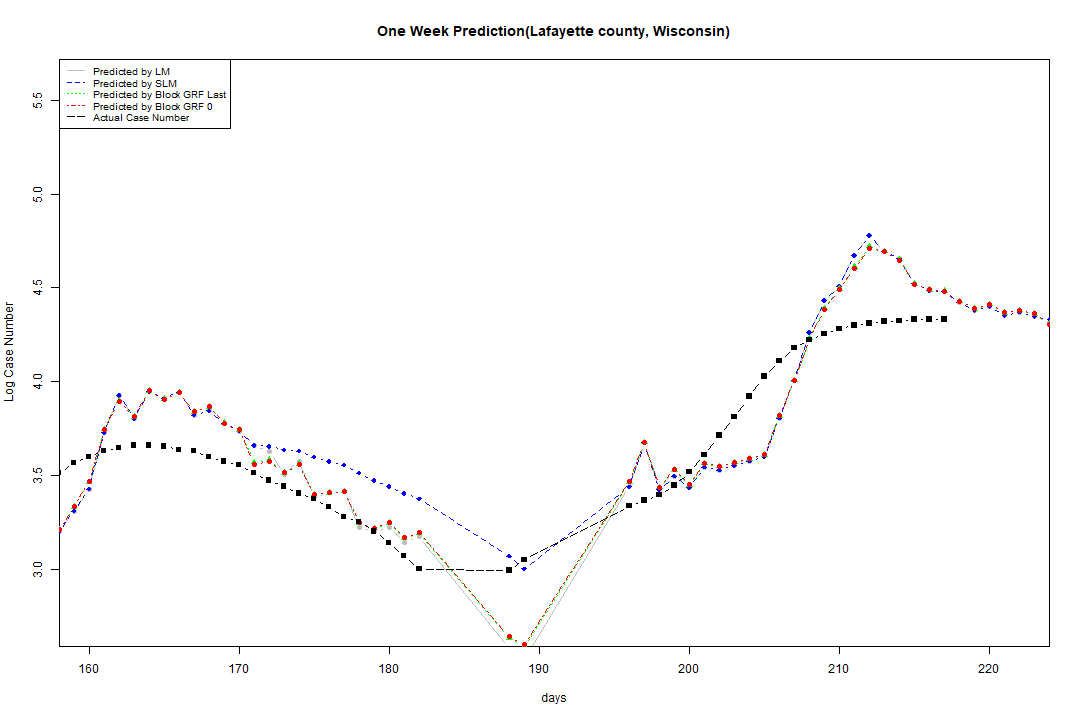 One Week Prediction(Lafayette county, Wisconsin)
Predicted by LM
Predicted by SLM
Predicted by Block GRF Last
Predicted by Block GRF 0
Actual Case Number
5.5
5.0
4.5
4.0
3.5
3.0
Log Case Number
160 170 180 190 200 210 220
days